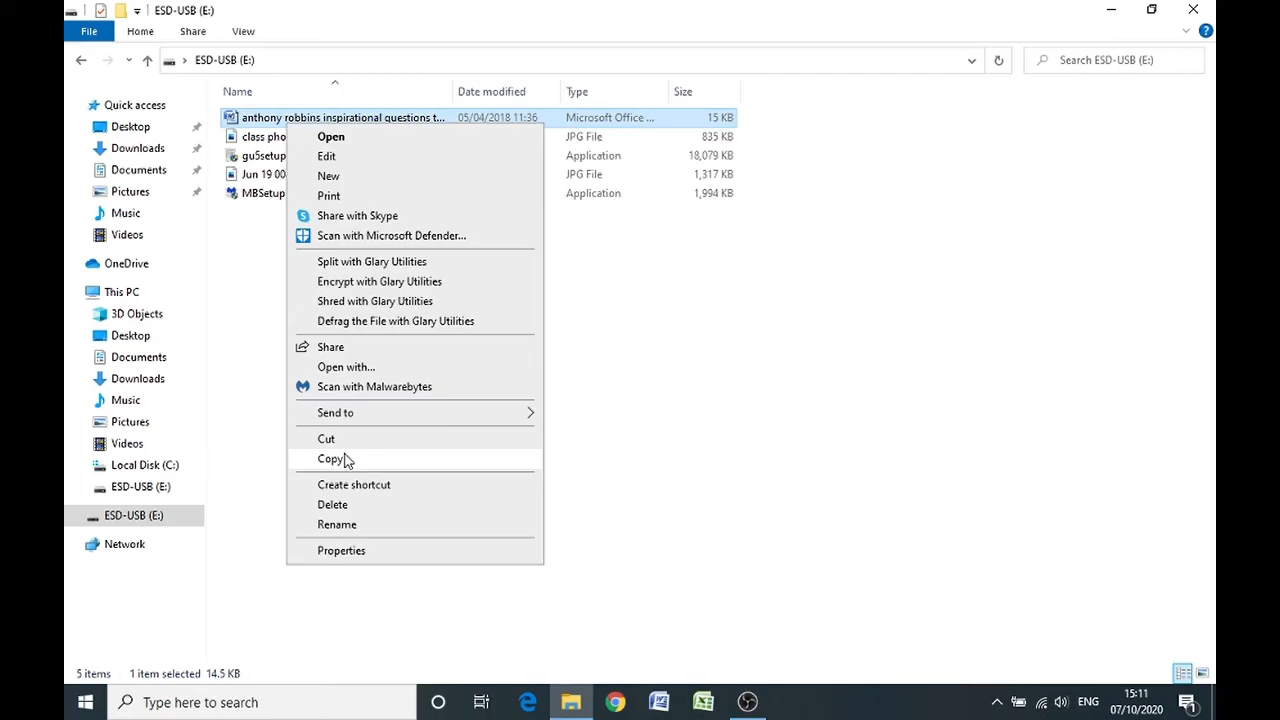 ESD-USB (E:)
File Home Share View
ESD-USB (E:) Search ESD-USB (E:)
Name Date modified Type Size
Quick access
Desktop
Downloads
Documents
Pictures
Music
Videos
OneDrive
This PC
3D Objects
Desktop
Documents
Downloads
Music
Pictures
Videos
Local Disk (C:)
ESD-USB (E:)
ESD-USB (E:)
Network
anthony robbins inspirational questions t... 05/04/2018 11:36 Microsoft Office ... 15 KB
class pho JPG File 835 KB
gu5setup Application 18,079 KB
Jun 19 00 JPG File 1,317 KB
MBSetup Application 1,994 KB
Open
Edit
New
Print
Share with Skype
Scan with Microsoft Defender...
Split with Glary Utilities
Encrypt with Glary Utilities
Shred with Glary Utilities
Defrag the File with Glary Utilities
Share
Open with...
Scan with Malwarebytes
Send to
Cut
Copy
Create shortcut
Delete
Rename
Properties
5 items 1 item selected 14.5 KB
Type here to search
ENG
15:11
07/10/2020
1